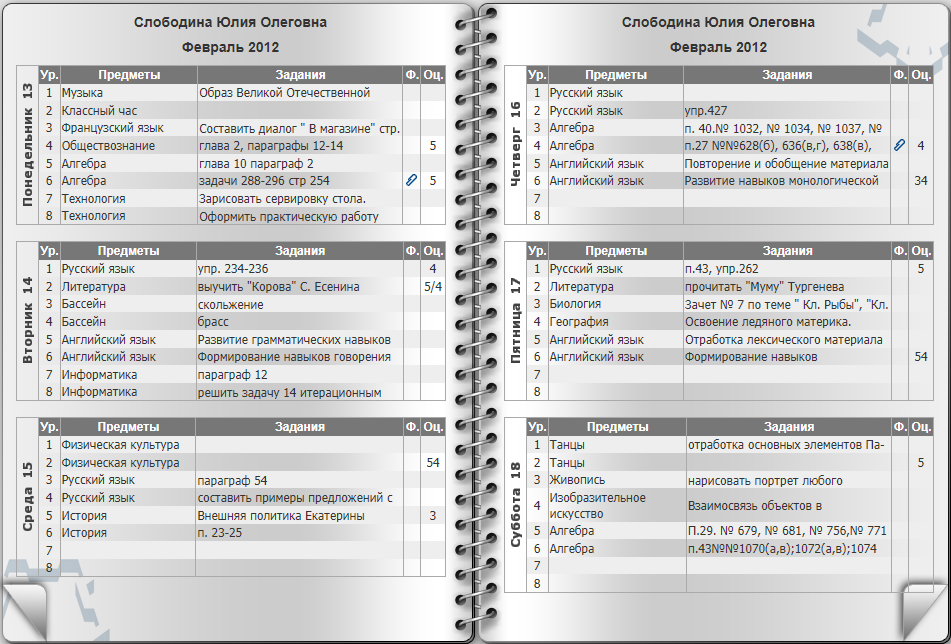 Слободина Юлия Олеговна
Февраль 2012
Понедельник 13
Ур. Предметы Задания Ф. Оц.
1 Музыка Образ Великой Отечественной
2 Классный час
3 Французский язык Составить диалог " В магазине" стр.
4 Обществознание глава 2, параграфы 12-14 5
5 Алгебра глава 10 параграф 2
6 Алгебра задачи 288-296 стр 254 5
7 Технология Зарисовать сервировку стола.
8 Технология Оформить практическую работу
Вторник 14
Ур. Предметы Задания Ф. Оц.
1 Русский язык упр. 234-236 4
2 Литература выучить "Корова" С. Есенина 5/4
3 Бассейн скольжение
4 Бассейн брасс
5 Английский язык Развитие грамматических навыков
6 Английский язык Формирование навыков говорения
7 Информатика параграф 12
8 Информатика решить задачу 14 итерационным
Среда 15
Ур. Предметы Задания Ф. Оц.
1 Физическая культура
2 Физическая культура 54
3 Русский язык параграф 54
4 Русский язык составить примеры предложений с
5 История Внешняя политика Екатерины 3
6 История п. 23-25
7
8
Слободина Юлия Олеговна
Февраль 2012
Четверг 16
Ур. Предметы Задания Ф. Оц.
1 Русский язык
2 Русский язык упр.427
3 Алгебра п. 40.№ 1032, № 1034, № 1037, №
4 Алгебра п.27 №№628(б), 636(в,г), 638(в), 4
5 Английский язык Повторение и обобщение материала
6 Английский язык Развитие навыков монологической 34
7
8
Пятница 17
Ур. Предметы Задания Ф. Оц.
1 Русский язык п.43, упр.262 5
2 Литература прочитать "Муму" Тургенева
3 Биология Зачет № 7 по теме " Кл. Рыбы", "Кл.
4 География Освоение ледяного материка.
5 Английский язык Отработка лексического материала
6 Английский язык Формирование навыков 54
7
8
Суббота 18
Ур. Предметы Задания Ф. Оц.
1 Танцы отработка основных элементов Па-
2 Танцы 5
3 Живопись нарисовать портрет любого
4 Изобразительное
искусство Взаимосвязь объектов в
5 Алгебра П.29. № 679, № 681, № 756,№ 771
6 Алгебра п.43№№1070(а,в);1072(а,в);1074
7
8